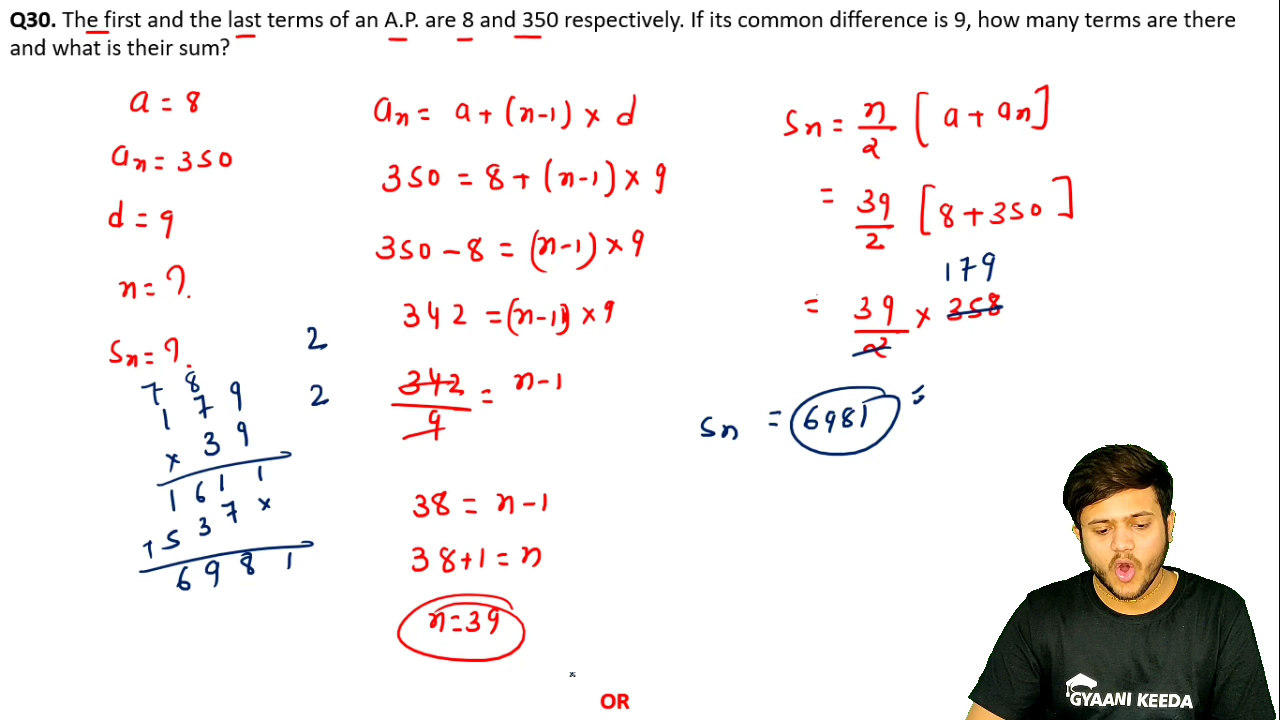 Q30. The first and the last terms of an A.P. are 8 and 350 respectively. If its common difference is 9, how many terms are there
and what is their sum?
a = 8
an = 350
d = 9
n = ?
Sn = ?
2
7 8
1 7 9
2
× 3 9
1 6 1 1
1 5 3 7 ×
6 9 8 1
an = a + (n-1) × d
350 = 8 + (n-1) × 9
350 - 8 = (n-1) × 9
342 = (n-1) × 9
342/9 = n-1
38 = n-1
38+1 = n
n = 39
Sn = n/2 [a + an]
= 39/2 [8 + 350]
179
= 39/2 × 358
Sn = 6981 =
OR
GYAANI KEEDA